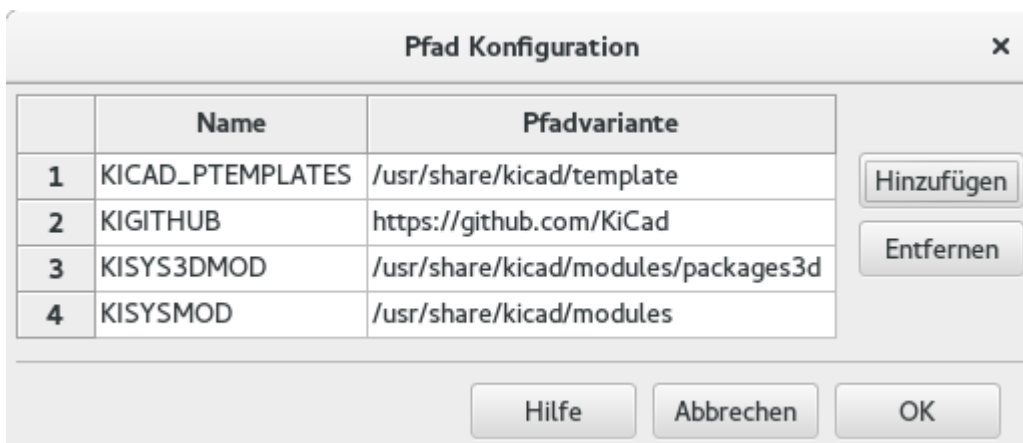 Pfad Konfiguration ×
Name Pfadvariante
1 KICAD_PTEMPLATES /usr/share/kicad/template
2 KIGITHUB https://github.com/KiCad
3 KISYS3DMOD /usr/share/kicad/modules/packages3d
4 KISYSMOD /usr/share/kicad/modules
Hinzufügen
Entfernen
Hilfe Abbrechen OK